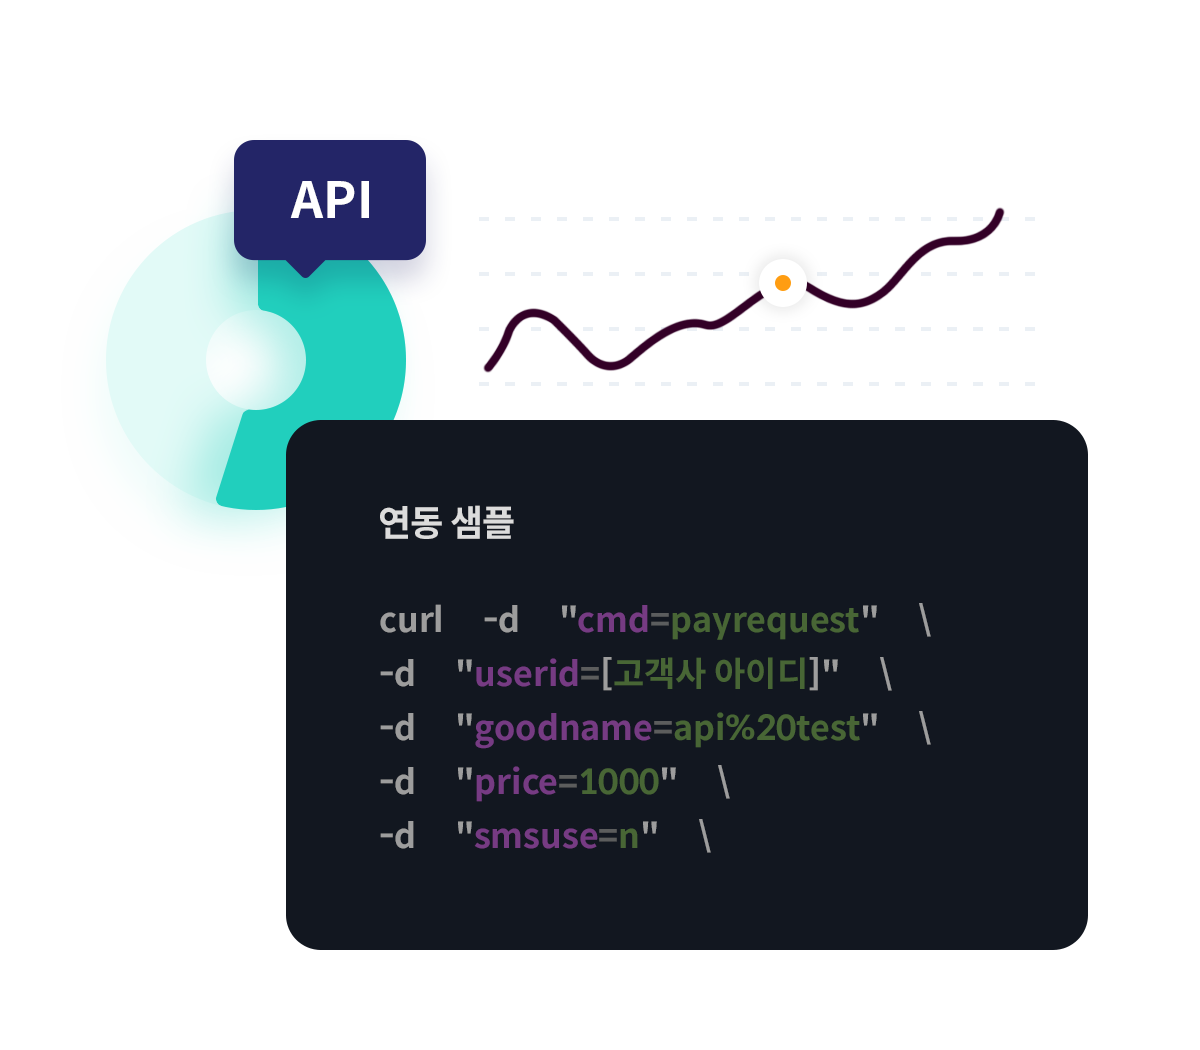 API
연동 샘플
curl -d "cmd=payrequest" \
-d "userid=[고객사 아이디]" \
-d "goodname=api%20test" \
-d "price=1000" \
-d "smsuse=n" \